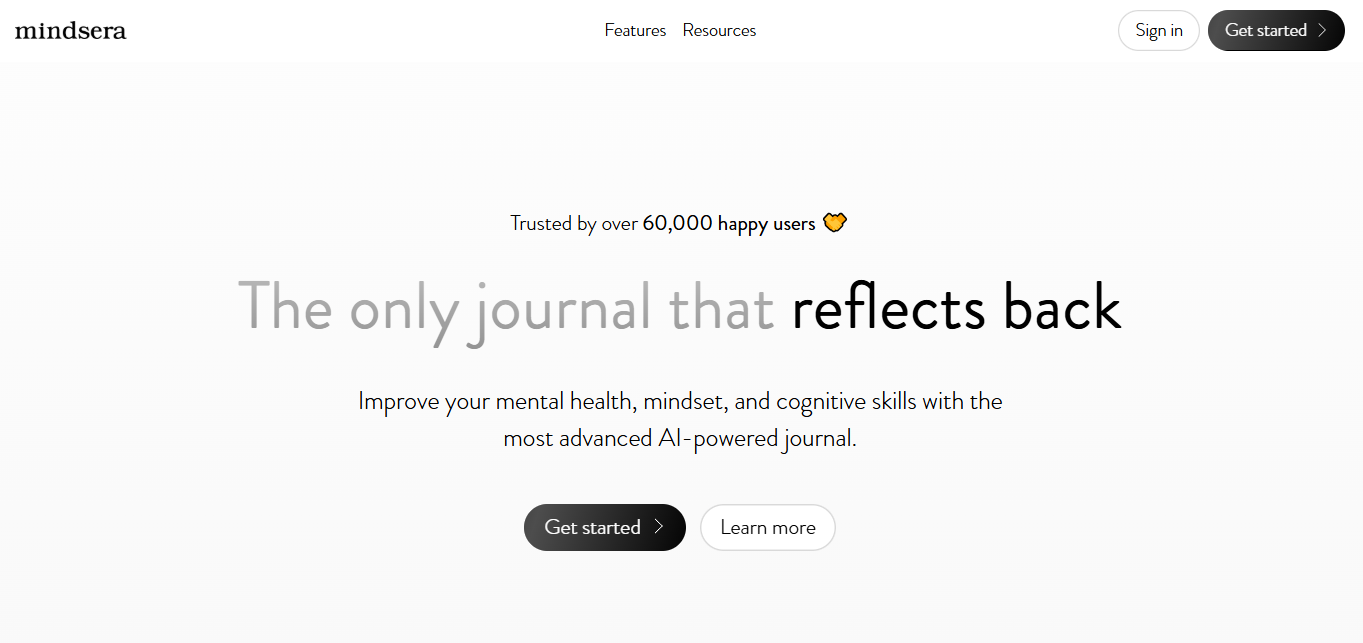 mindsera
Features
Resources
Sign in
Get started
Trusted by over 60,000 happy users
The only journal that reflects back
Improve your mental health, mindset, and cognitive skills with the
most advanced AI-powered journal.
Get started
Learn more